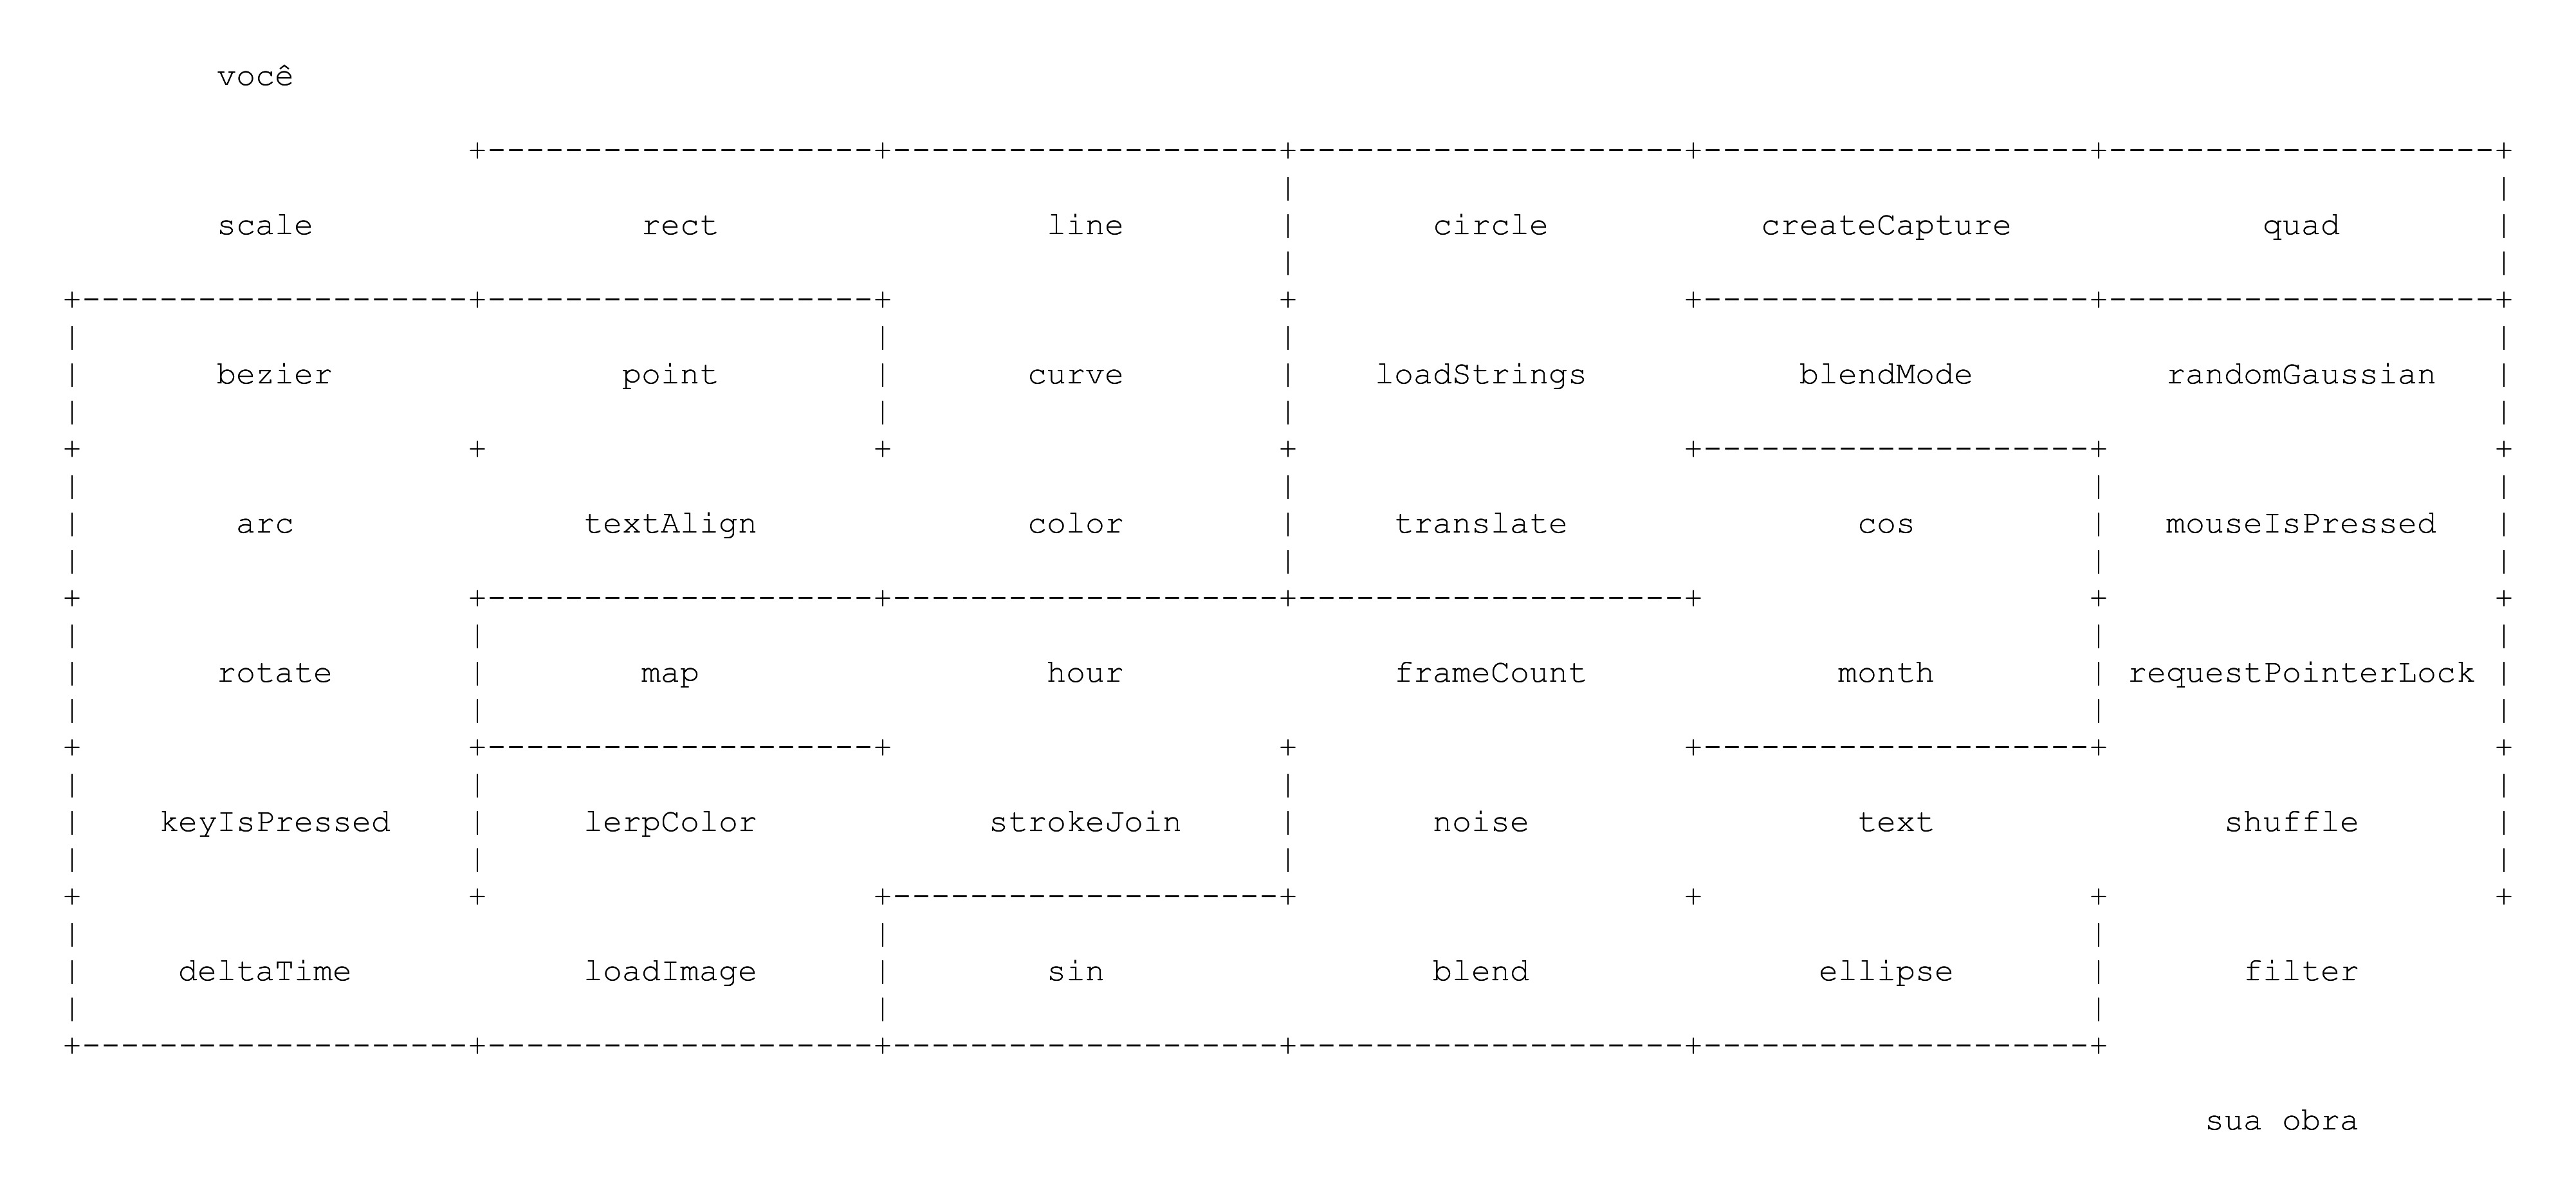 você
scale rect line circle createCapture quad
bezier point curve loadStrings blendMode randomGaussian
arc textAlign color translate cos mouseIsPressed
rotate map hour frameCount month requestPointerLock
keyIsPressed lerpColor strokeJoin noise text shuffle
deltaTime loadImage sin blend ellipse filter
sua obra